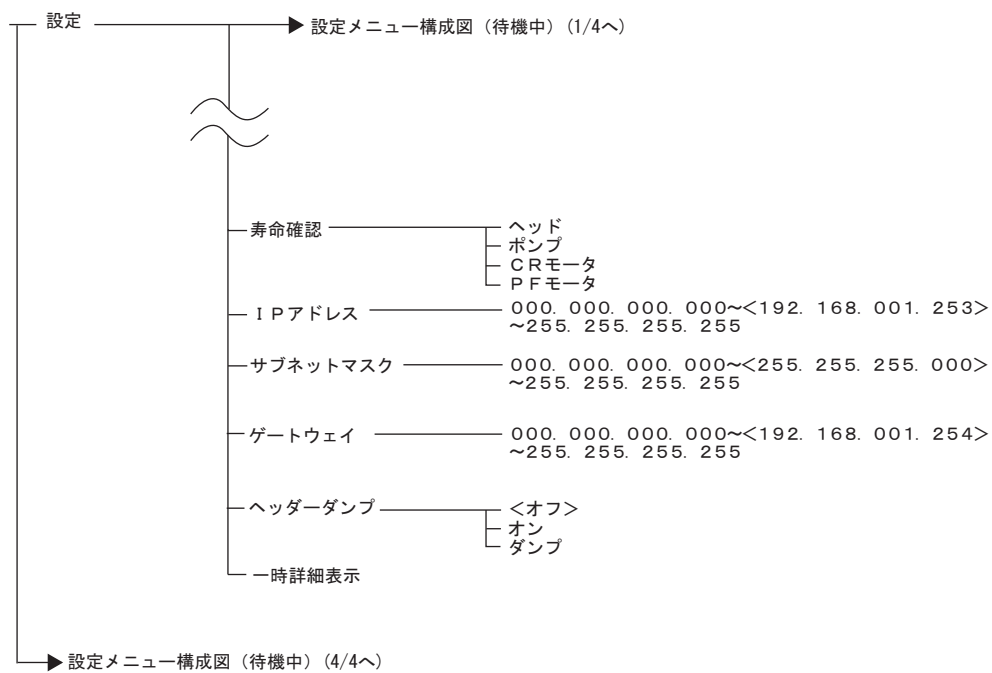 設定
設定メニュー構成図（待機中）(1/4へ)
寿命確認
ヘッド
ポンプ
ＣＲモータ
ＰＦモータ
ＩＰアドレス
000. 000. 000. 000~<192. 168. 001. 253>
~255. 255. 255. 255
サブネットマスク
000. 000. 000. 000~<255. 255. 255. 000>
~255. 255. 255. 255
ゲートウェイ
000. 000. 000. 000~<192. 168. 001. 254>
~255. 255. 255. 255
ヘッダーダンプ
<オフ>
オン
ダンプ
一時詳細表示
設定メニュー構成図（待機中）(4/4へ)